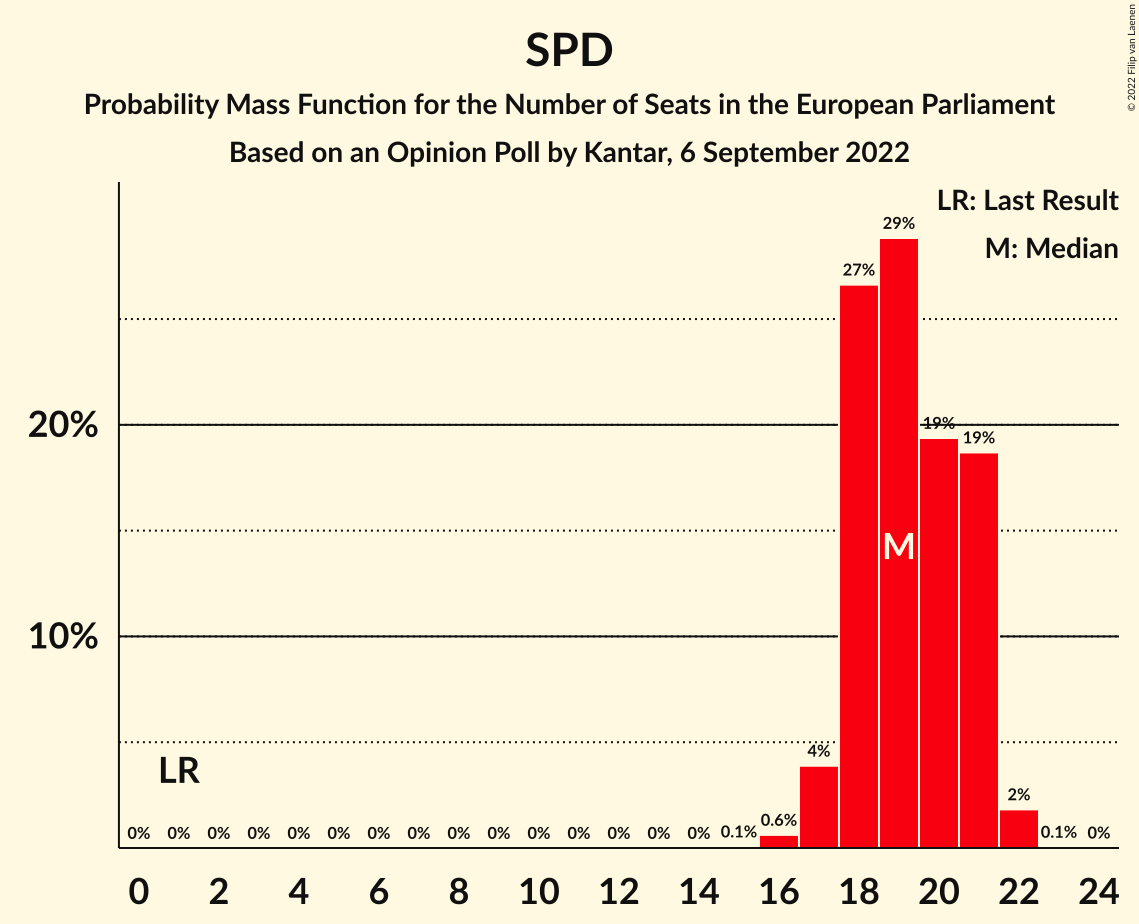 SPD
Probability Mass Function for the Number of Seats in the European Parliament
Based on an Opinion Poll by Kantar, 6 September 2022
© 2022 Filip van Laenen
LR: Last Result
M: Median
29%
27%
20%
19%
19%
M
10%
4%
LR
2%
0% 0% 0% 0% 0% 0% 0% 0% 0% 0% 0% 0% 0% 0% 0% 0.1% 0.6% 0.1% 0%
0 2 4 6 8 10 12 14 16 18 20 22 24